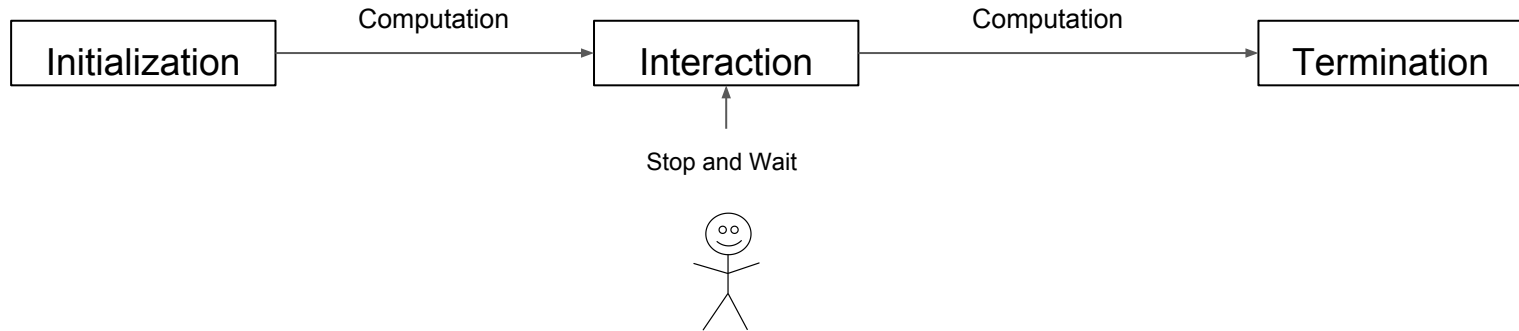 Computation
Computation
Initialization
Interaction
Termination
Stop and Wait